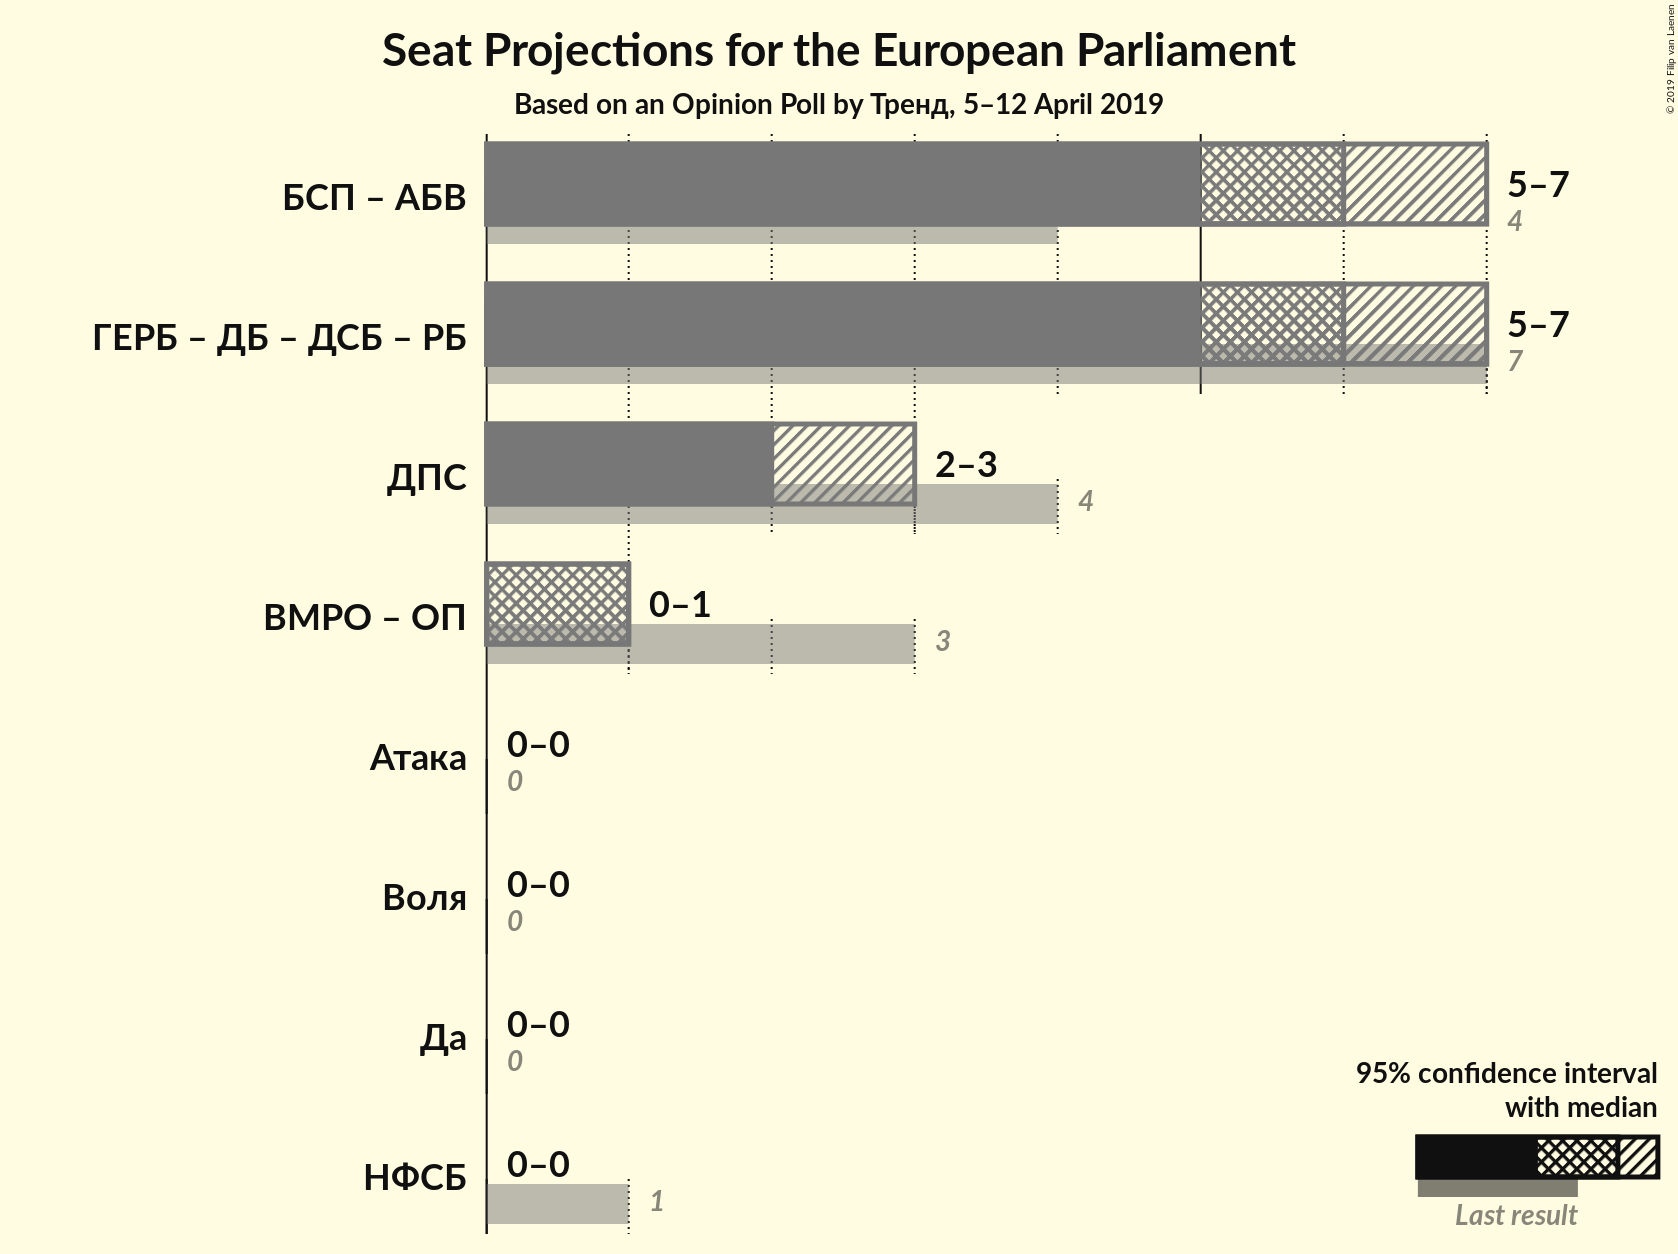 Seat Projections for the European Parliament
Based on an Opinion Poll by Тренд, 5–12 April 2019
© 2019 Filip van Laenen
БСП – АБВ
5–7
4
ГЕРБ – ДБ – ДСБ – РБ
5–7
7
ДПС
2–3
4
ВМРО – ОП
0–1
3
Атака
0–0
0
Воля
0–0
0
Да
0–0
0
НФСБ
0–0
1
95% confidence interval
with median
Last result